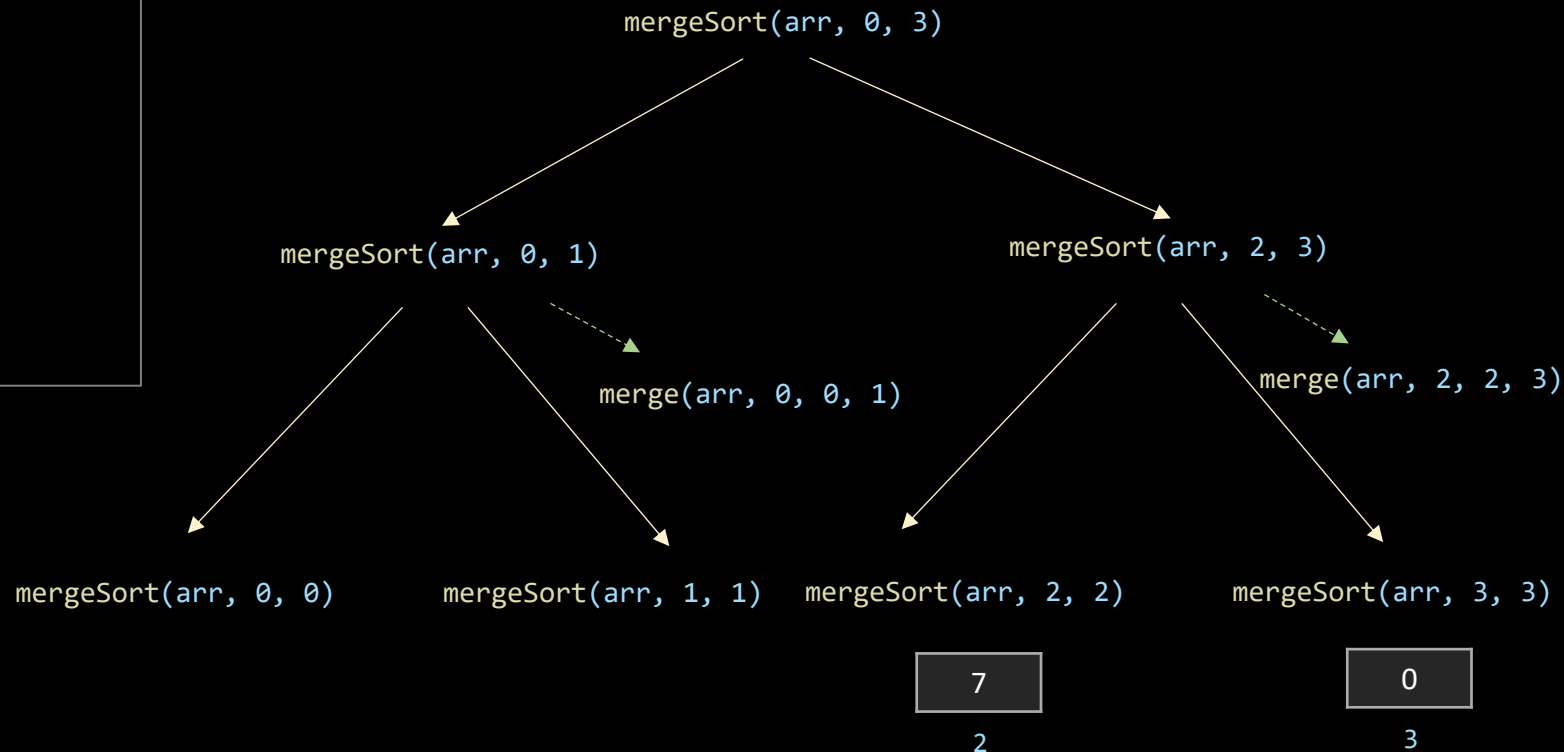 mergeSort(arr, 0, 3)
mergeSort(arr, 0, 1)
mergeSort(arr, 2, 3)
merge(arr, 0, 0, 1)
merge(arr, 2, 2, 3)
mergeSort(arr, 0, 0)
mergeSort(arr, 1, 1)
mergeSort(arr, 2, 2)
mergeSort(arr, 3, 3)
7
0
2
3